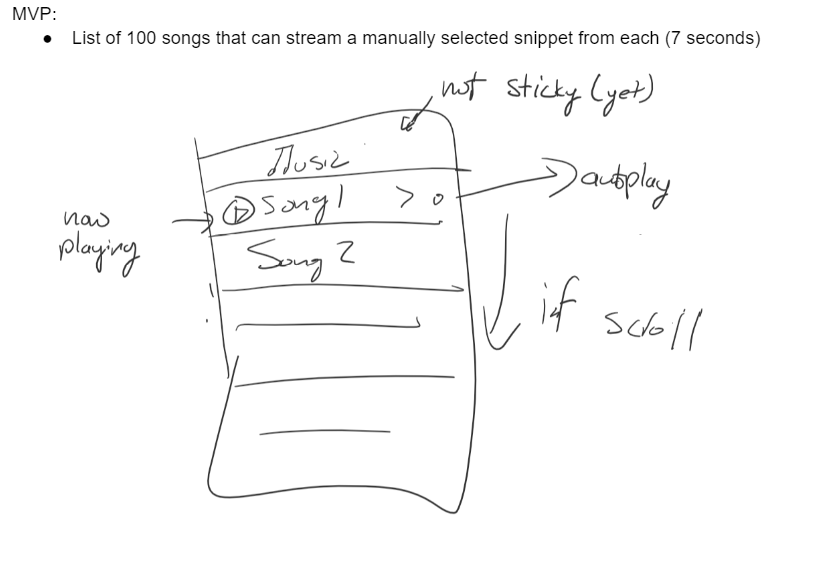 MVP:
• List of 100 songs that can stream a manually selected snippet from each (7 seconds)
not sticky (yet)
Music
autoplay
Song 1 >
now playing
Song 2
if scroll